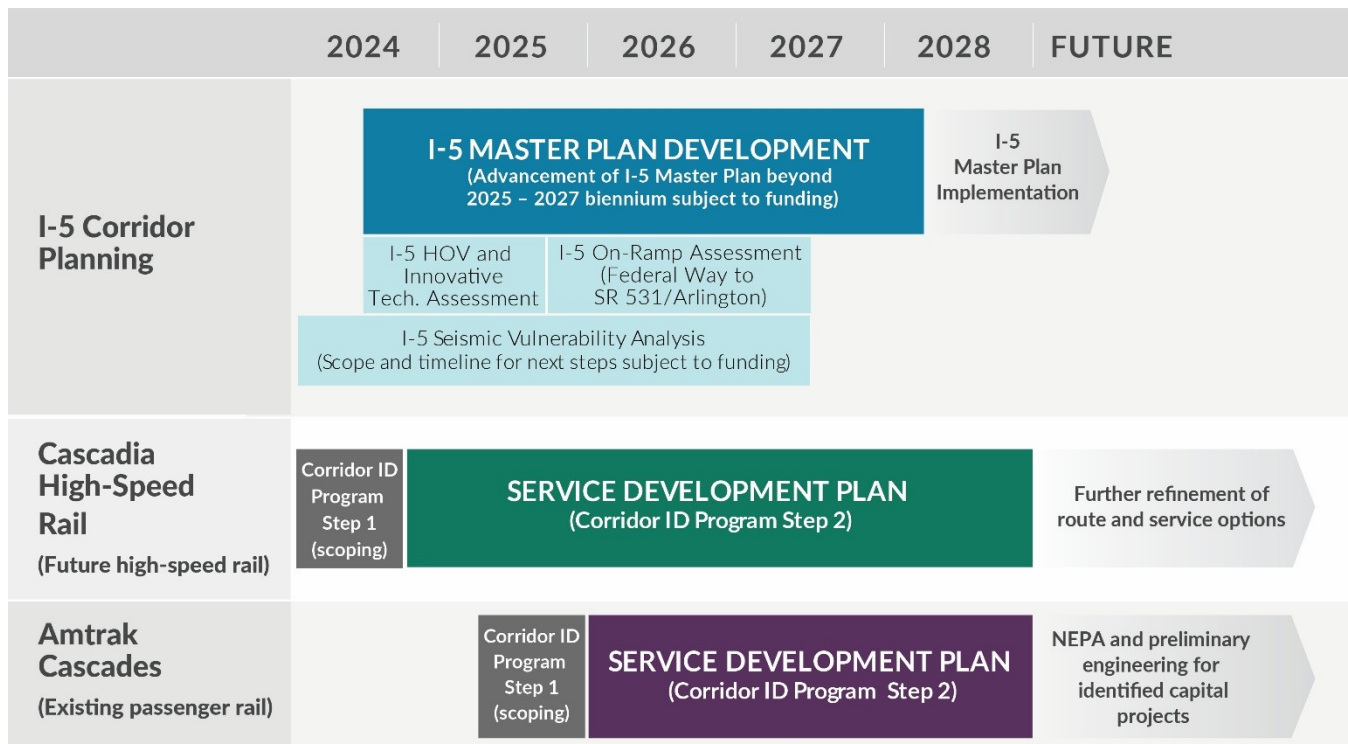 2024 2025 2026 2027 2028 FUTURE
I-5 Corridor
Planning
I-5 MASTER PLAN DEVELOPMENT
(Advancement of I-5 Master Plan beyond
2025 – 2027 biennium subject to funding)
I-5
Master Plan
Implementation
I-5 HOV and
Innovative
Tech. Assessment
I-5 On-Ramp Assessment
(Federal Way to
SR 531/Arlington)
I-5 Seismic Vulnerability Analysis
(Scope and timeline for next steps subject to funding)
Cascadia
High-Speed
Rail
(Future high-speed rail)
Corridor ID
Program
Step 1
(scoping)
SERVICE DEVELOPMENT PLAN
(Corridor ID Program Step 2)
Further refinement of
route and service options
Amtrak
Cascades
(Existing passenger rail)
Corridor ID
Program
Step 1
(scoping)
SERVICE DEVELOPMENT PLAN
(Corridor ID Program Step 2)
NEPA and preliminary
engineering for
identified capital
projects